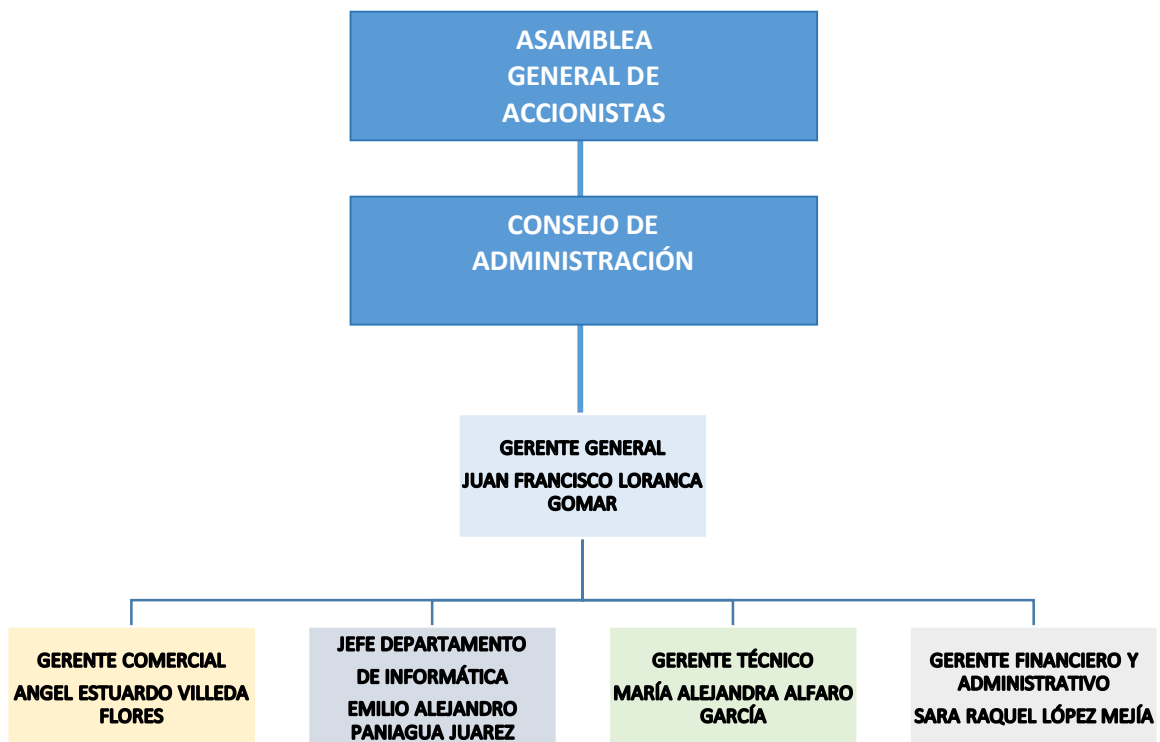 ASAMBLEA
GENERAL DE
ACCIONISTAS
CONSEJO DE
ADMINISTRACIÓN
GERENTE GENERAL
JUAN FRANCISCO LORANCA
GOMAR
GERENTE COMERCIAL
ANGEL ESTUARDO VILLEDA
FLORES
JEFE DEPARTAMENTO
DE INFORMÁTICA
EMILIO ALEJANDRO
PANIAGUA JUAREZ
GERENTE TÉCNICO
MARÍA ALEJANDRA ALFARO
GARCÍA
GERENTE FINANCIERO Y
ADMINISTRATIVO
SARA RAQUEL LÓPEZ MEJÍA